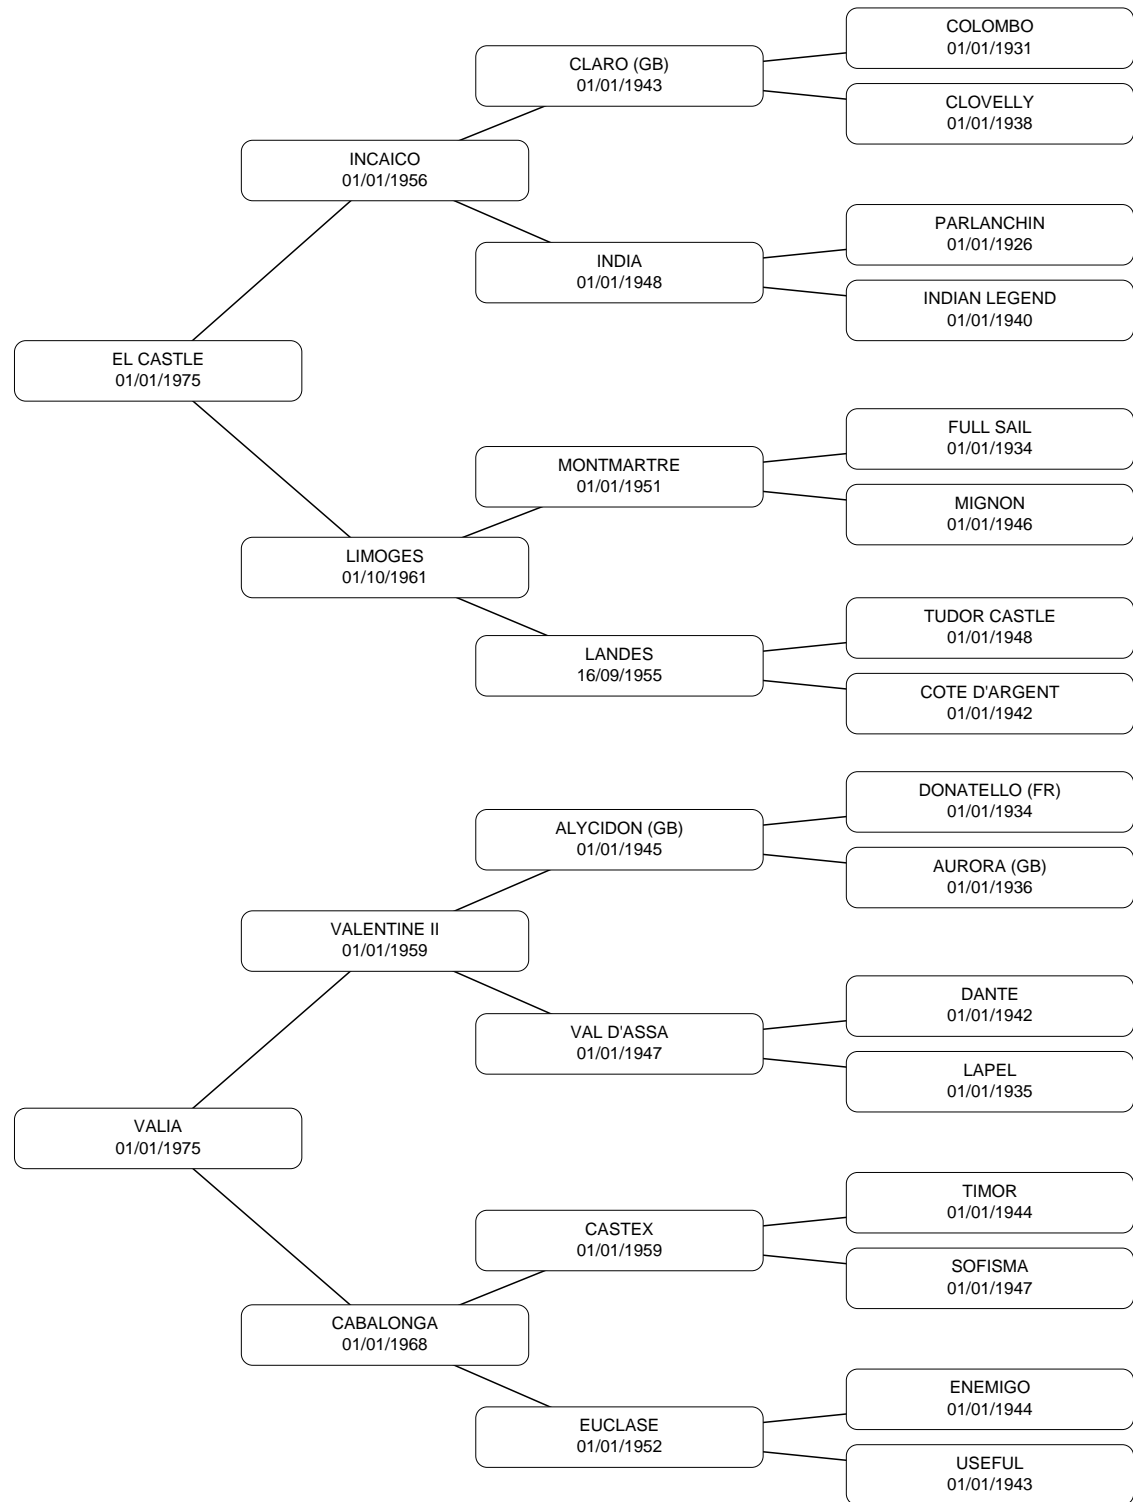 COLOMBO
01/01/1931
CLARO (GB)
01/01/1943
CLOVELLY
01/01/1938
INCAICO
01/01/1956
PARLANCHIN
01/01/1926
INDIA
01/01/1948
INDIAN LEGEND
01/01/1940
EL CASTLE
01/01/1975
FULL SAIL
01/01/1934
MONTMARTRE
01/01/1951
MIGNON
01/01/1946
LIMOGES
01/10/1961
TUDOR CASTLE
01/01/1948
LANDES
16/09/1955
COTE D'ARGENT
01/01/1942
DONATELLO (FR)
01/01/1934
ALYCIDON (GB)
01/01/1945
AURORA (GB)
01/01/1936
VALENTINE II
01/01/1959
DANTE
01/01/1942
VAL D'ASSA
01/01/1947
LAPEL
01/01/1935
VALIA
01/01/1975
TIMOR
01/01/1944
CASTEX
01/01/1959
SOFISMA
01/01/1947
CABALONGA
01/01/1968
ENEMIGO
01/01/1944
EUCLASE
01/01/1952
USEFUL
01/01/1943